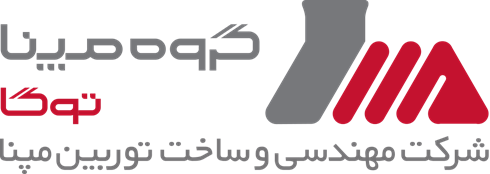 گروه مپنا
توگا
شرکت مهندسی و ساخت توربین مپنا